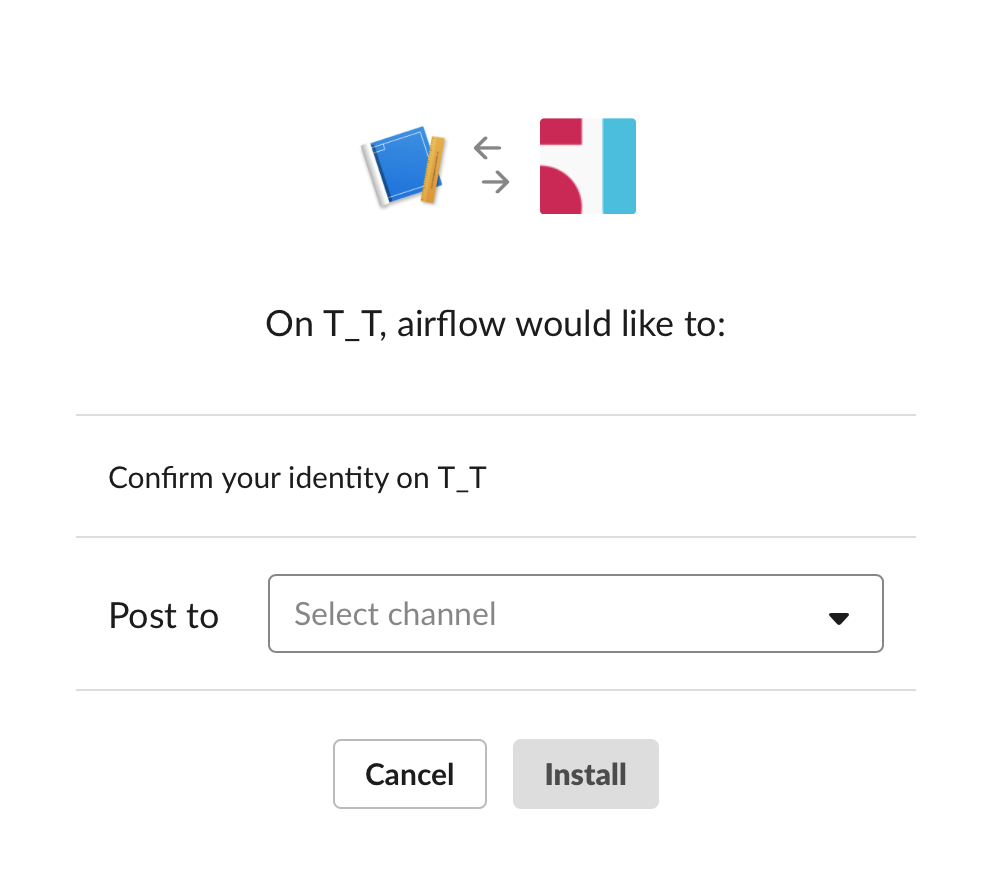 On T_T, airflow would like to:
Confirm your identity on T_T
Post to Select channel
Cancel Install